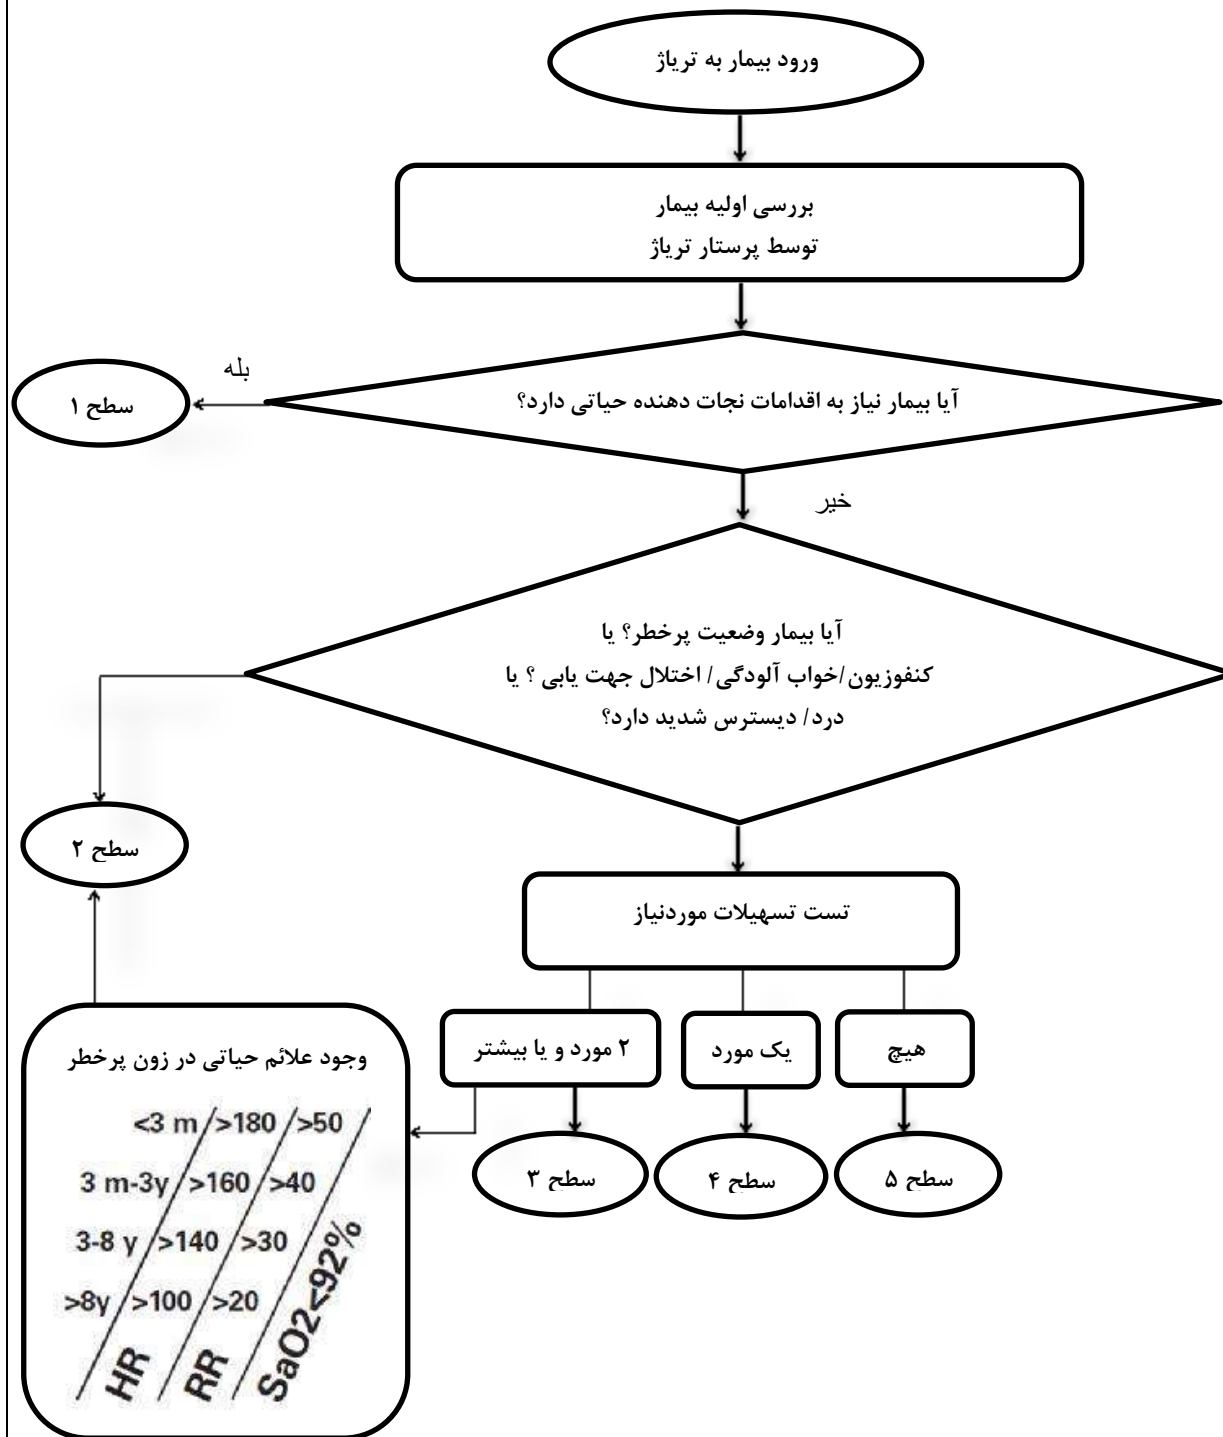 ورود بیمار به تریاژ
بررسی اولیه بیمار
توسط پرستار تریاژ
آیا بیمار نیاز به اقدامات نجات دهنده حیاتی دارد؟
بله
سطح ۱
خیر
آیا بیمار وضعیت پرخطر؟ یا
کنفوزیون/خواب آلودگی/ اختلال جهت یابی ؟ یا
درد/ دیسترس شدید دارد؟
سطح ۲
تست تسهیلات موردنیاز
هیچ
یک مورد
۲ مورد و یا بیشتر
سطح ۵
سطح ۴
سطح ۳
وجود علائم حیاتی در زون پرخطر
<3 m >180 >50
3 m-3y >160 >40
3-8 y >140 >30
>8y >100 >20
HR RR SaO2<92%